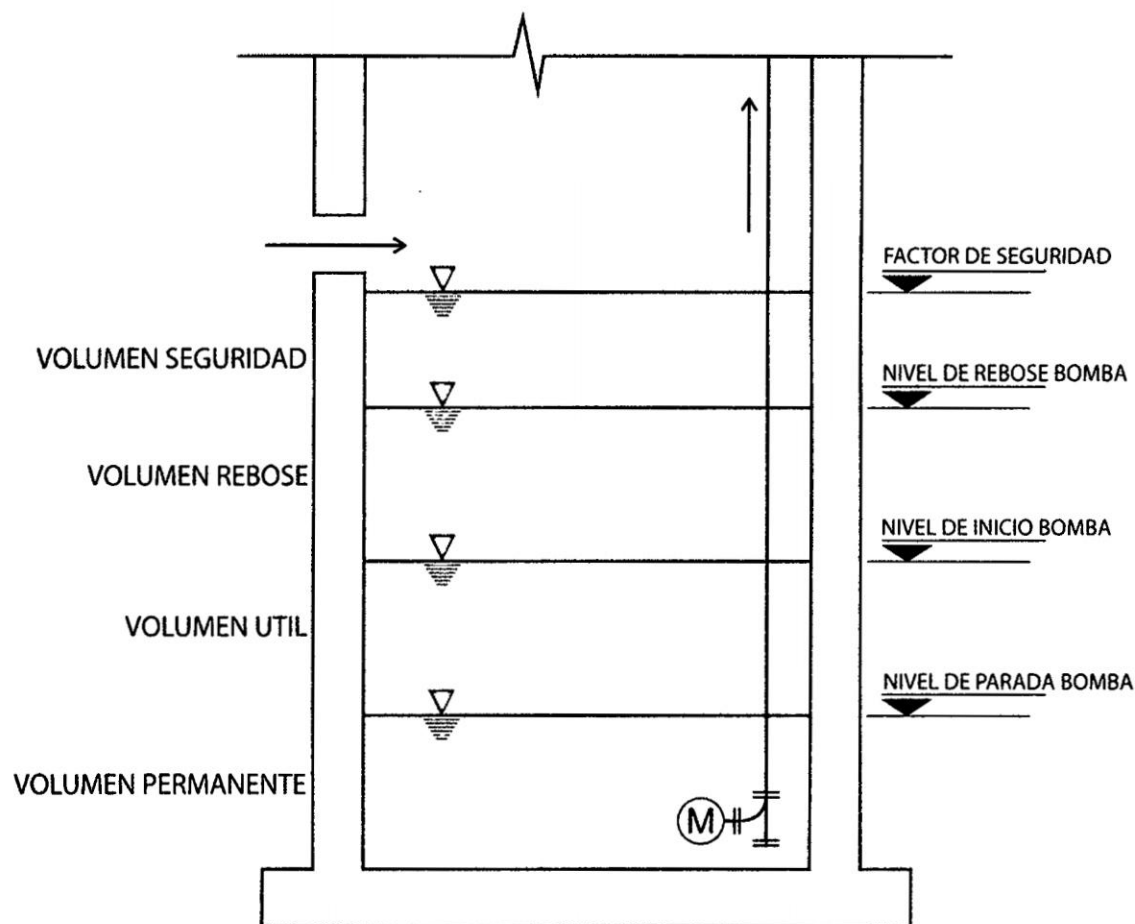 FACTOR DE SEGURIDAD
VOLUMEN SEGURIDAD
NIVEL DE REBOSE BOMBA
VOLUMEN REBOSE
NIVEL DE INICIO BOMBA
VOLUMEN UTIL
NIVEL DE PARADA BOMBA
VOLUMEN PERMANENTE
M